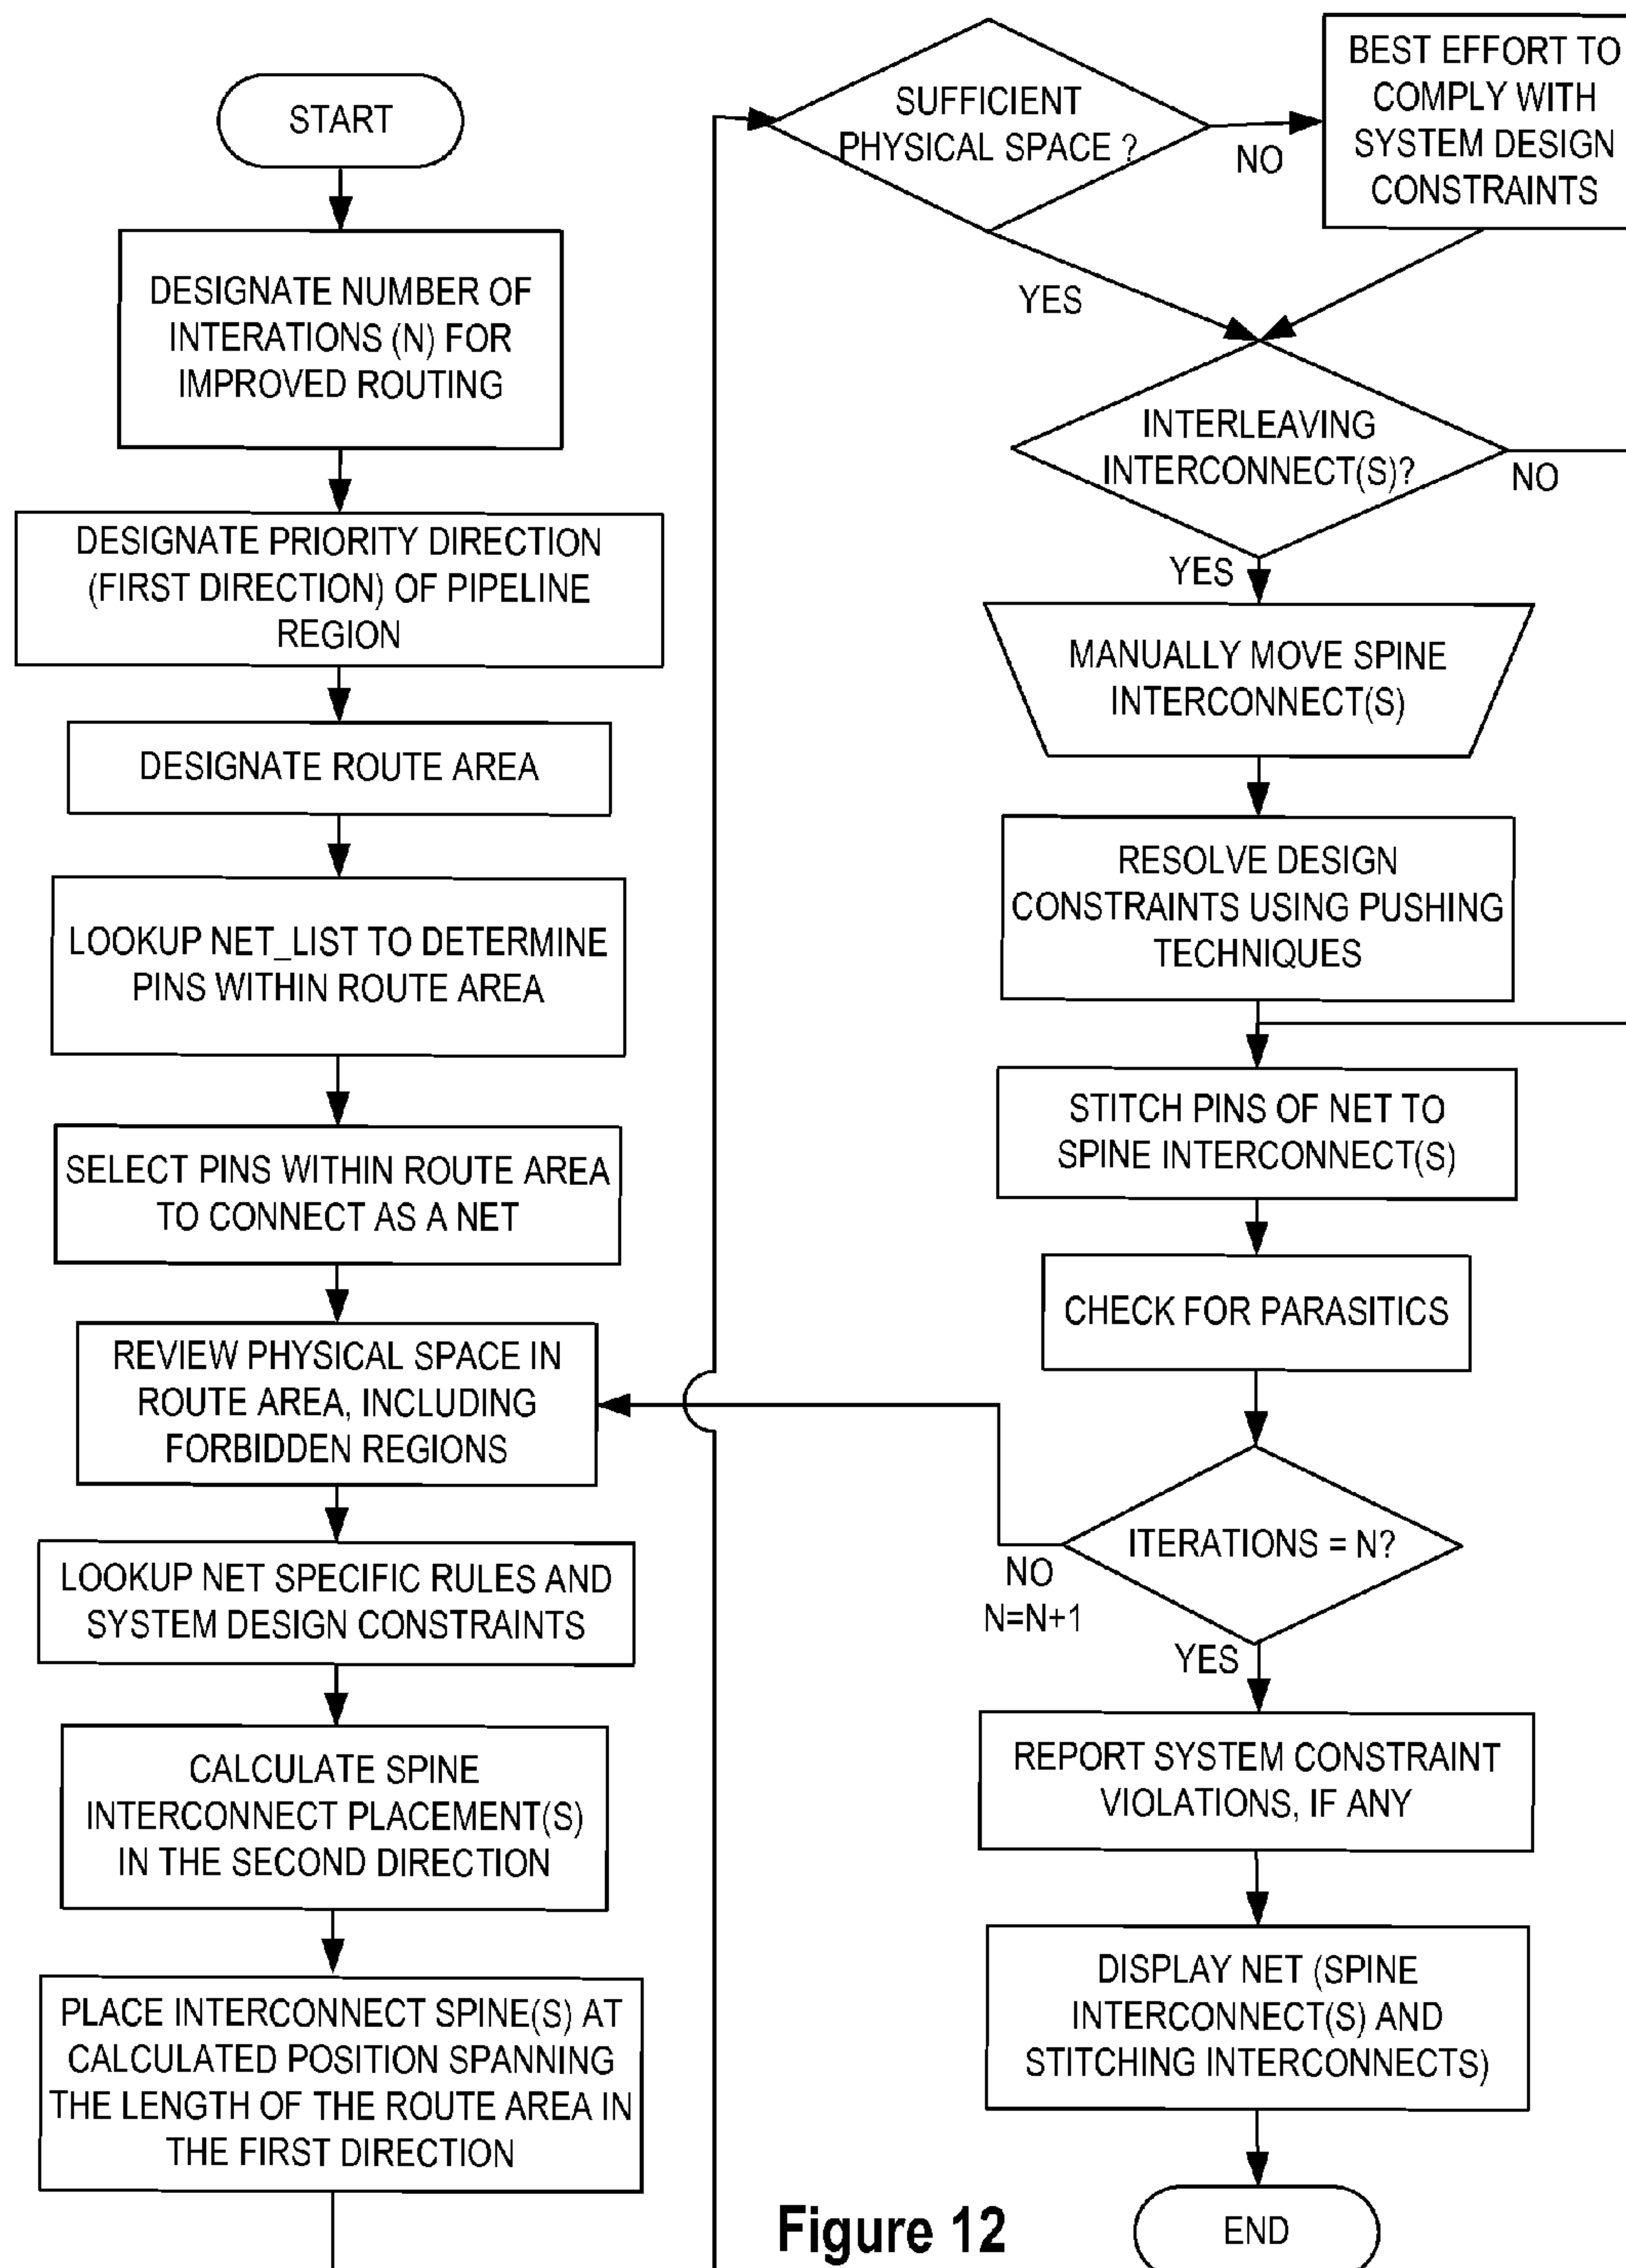 START
DESIGNATE NUMBER OF
INTERATIONS (N) FOR
IMPROVED ROUTING
DESIGNATE PRIORITY DIRECTION
(FIRST DIRECTION) OF PIPELINE
REGION
DESIGNATE ROUTE AREA
LOOKUP NET_LIST TO DETERMINE
PINS WITHIN ROUTE AREA
SELECT PINS WITHIN ROUTE AREA
TO CONNECT AS A NET
REVIEW PHYSICAL SPACE IN
ROUTE AREA, INCLUDING
FORBIDDEN REGIONS
LOOKUP NET SPECIFIC RULES AND
SYSTEM DESIGN CONSTRAINTS
CALCULATE SPINE
INTERCONNECT PLACEMENT(S)
IN THE SECOND DIRECTION
PLACE INTERCONNECT SPINE(S) AT
CALCULATED POSITION SPANNING
THE LENGTH OF THE ROUTE AREA IN
THE FIRST DIRECTION
SUFFICIENT
PHYSICAL SPACE ?
NO
BEST EFFORT TO
COMPLY WITH
SYSTEM DESIGN
CONSTRAINTS
YES
INTERLEAVING
INTERCONNECT(S)?
NO
YES
MANUALLY MOVE SPINE
INTERCONNECT(S)
RESOLVE DESIGN
CONSTRAINTS USING PUSHING
TECHNIQUES
STITCH PINS OF NET TO
SPINE INTERCONNECT(S)
CHECK FOR PARASITICS
ITERATIONS = N?
NO
N=N+1
YES
REPORT SYSTEM CONSTRAINT
VIOLATIONS, IF ANY
DISPLAY NET (SPINE
INTERCONNECT(S) AND
STITCHING INTERCONNECTS)
END
Figure 12